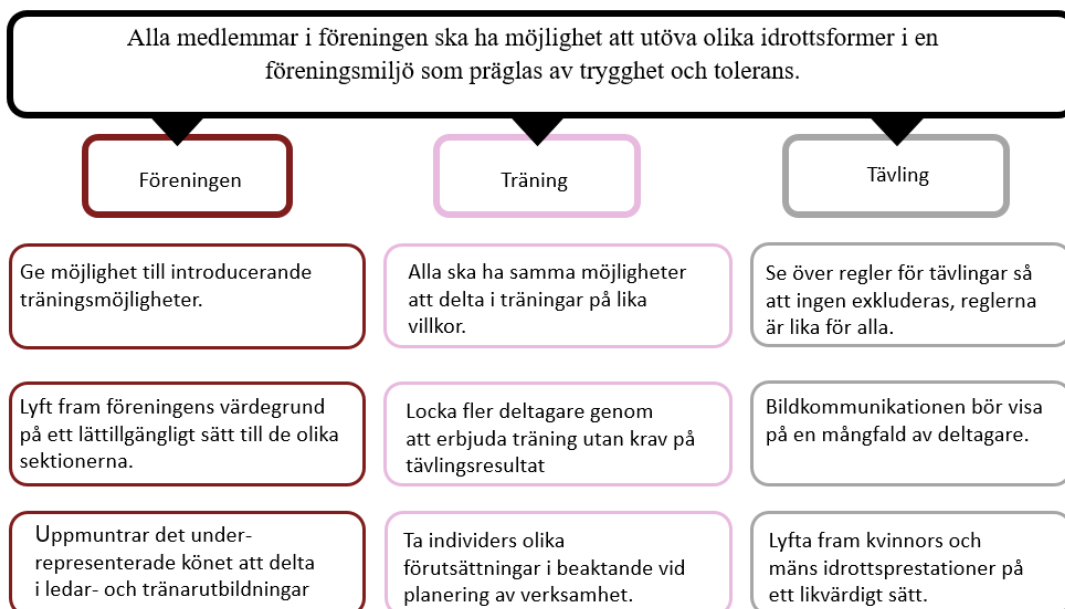 Alla medlemmar i föreningen ska ha möjlighet att utöva olika idrottsformer i en
föreningsmiljö som präglas av trygghet och tolerans.
Föreningen
Träning
Tävling
Ge möjlighet till introducerande
träningsmöjligheter.
Alla ska ha samma möjligheter
att delta i träningar på lika
villkor.
Se över regler för tävlingar så
att ingen exkluderas, reglerna
är lika för alla.
Lyft fram föreningens värdegrund
på ett lättillgängligt sätt till de olika
sektionerna.
Locka fler deltagare genom
att erbjuda träning utan krav på
tävlingsresultat
Bildkommunikationen bör visa
på en mångfald av deltagare.
Uppmuntrar det under-
representerade könet att delta
i ledar- och tränarutbildningar
Ta individers olika
förutsättningar i beaktande vid
planering av verksamhet.
Lyfta fram kvinnors och
mäns idrottsprestationer på
ett likvärdigt sätt.